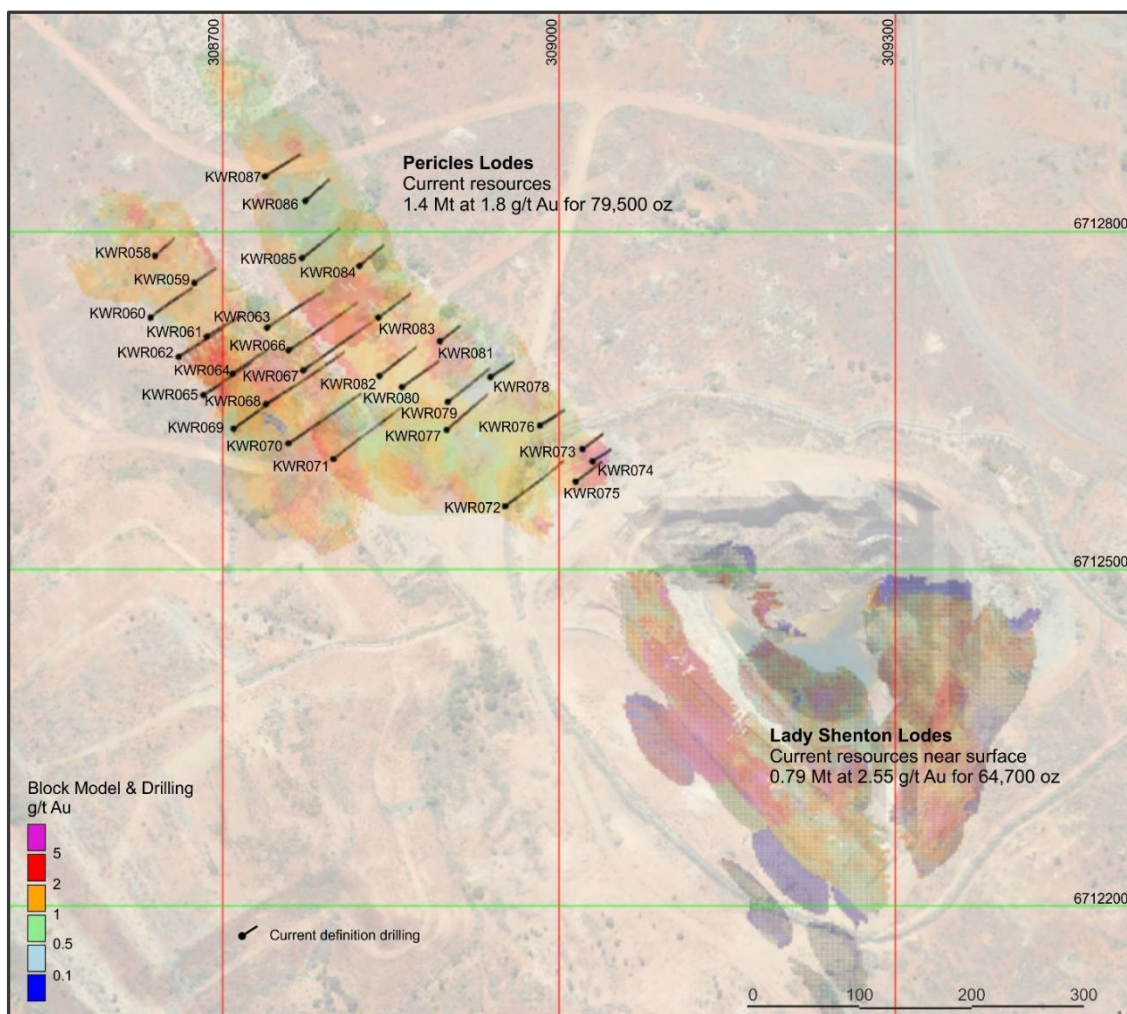 308700
309000
309300
Pericles Lodes
Current resources
1.4 Mt at 1.8 g/t Au for 79,500 oz
KWR087
KWR086
6712800
KWR058
KWR085
KWR084
KWR059
KWR060
KWR063
KWR061
KWR083
KWR062
KWR066
KWR081
KWR064
KWR067
KWR082
KWR078
KWR065
KWR080
KWR068
KWR079
KWR069
KWR077
KWR076
KWR070
KWR073
KWR071
KWR074
KWR075
KWR072
6712500
Lady Shenton Lodes
Current resources near surface
0.79 Mt at 2.55 g/t Au for 64,700 oz
Block Model & Drilling
g/t Au
5
2
1
0.5
0.1
6712200
Current definition drilling
0 100 200 300